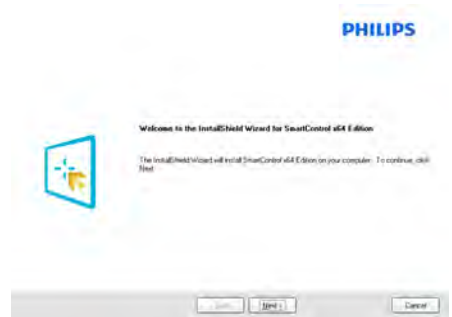 PHILIPS
Welcome to the InstallShield Wizard for SmartControl x64 Edition
The InstallShield Wizard will install SmartControl x64 Edition on your computer. To continue, click
Next
Next >
Cancel